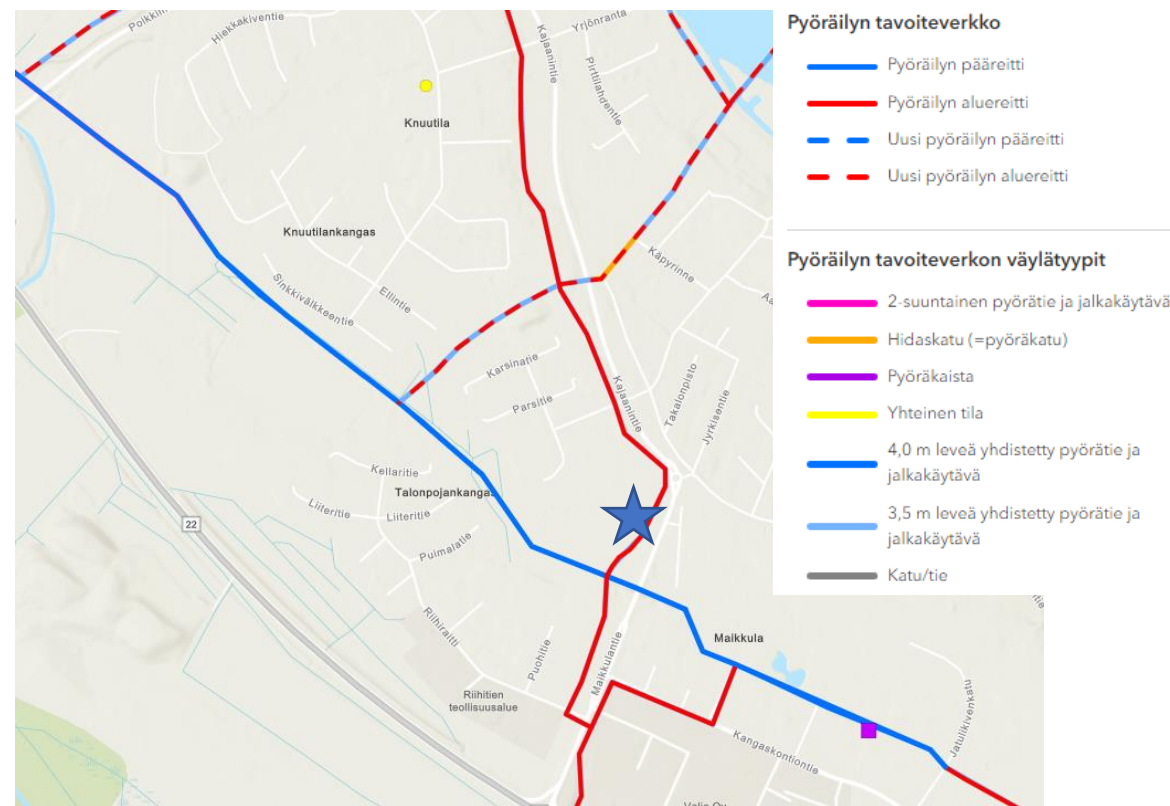 Pyöräilyn tavoiteverkko
Pyöräilyn pääreitti
Pyöräilyn aluereitti
Uusi pyöräilyn pääreitti
Uusi pyöräilyn aluereitti
Pyöräilyn tavoiteverkon väylätyypit
2-suuntainen pyörätie ja jalkakäytävä
Hidaskatu (=pyöräkatu)
Pyöräkaista
Yhteinen tila
4,0 m leveä yhdistetty pyörätie ja
jalkakäytävä
3,5 m leveä yhdistetty pyörätie ja
jalkakäytävä
Katu/tie
Hiekkakiventie
Kajaanintie
Yrjönranta
Pirttilahdentie
Knuutila
Knuutilankangas
Käpyrinne
Sinkkivälkkeentie
Ellintie
Karsinatie
Parsitie
Kajaanintie
Takalonpisto
Jyrkisentie
Kellaritie
Talonpojankangas
Liiteritie
Liiteritie
22
Puimalatie
Riihiraitti
Puohitie
Maikkulantie
Maikkula
Riihitien
teollisuusalue
Kangaskontiontie
Jatulikivenkatu